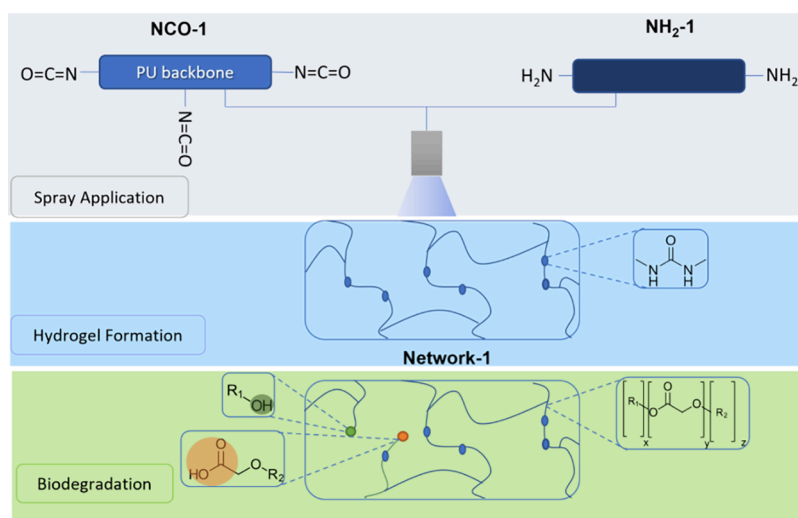 NCO-1
NH₂-1
O=C=N
PU backbone
N=C=O
H₂N
NH₂
N=C=O
Spray Application
O
N
H
N
H
Hydrogel Formation
Network-1
R₁
OH
O
HO
O
R₂
R₁
O
O
O
R₂
x
y
z
Biodegradation